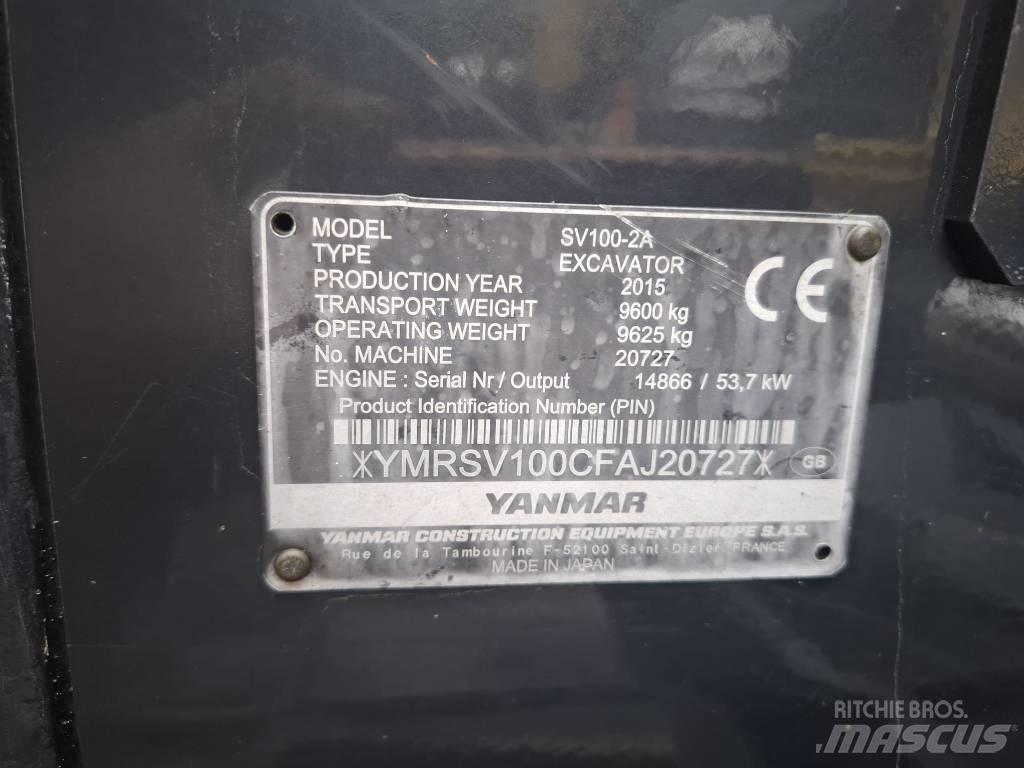 MODEL SV100-2A
TYPE EXCAVATOR
PRODUCTION YEAR 2015
TRANSPORT WEIGHT 9600 kg
OPERATING WEIGHT 9625 kg
No. MACHINE 20727
ENGINE : Serial Nr / Output 14866 / 53,7 kW
CE
Product Identification Number (PIN)
*YMRSV100CFAJ20727*
GB
YANMAR
YANMAR CONSTRUCTION EQUIPMENT EUROPE S.A.S.
Rue de la Tambourine F-52100 Saint-Dizier FRANCE
MADE IN JAPAN
RITCHIE BROS.
MASCUS